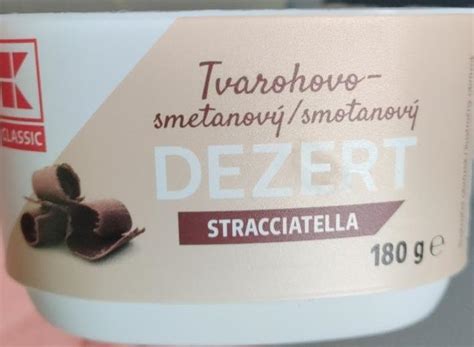 K
CLASSIC
Tvarohovo-
smetanový/smotanový
DEZERT
STRACCIATELLA
180 g e